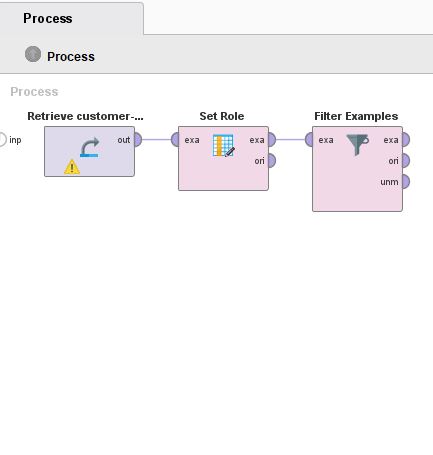 Process
Process
Process
Retrieve customer-...
Set Role
Filter Examples
inp
out
exa
exa
exa
exa
ori
ori
unm